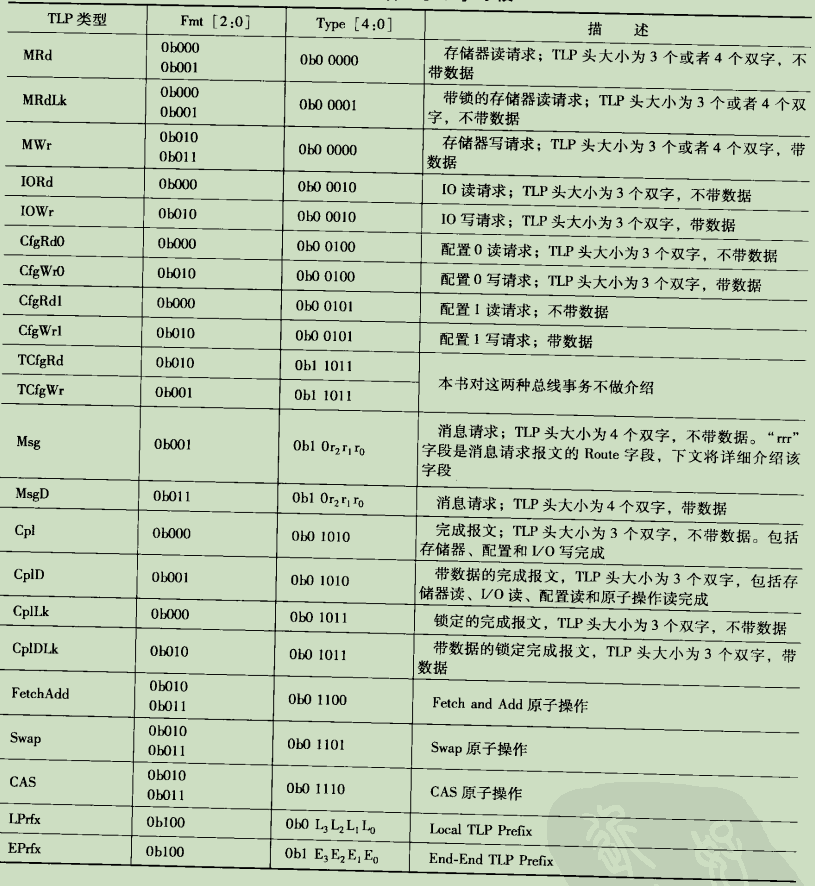 TLP 类型 Fmt [2:0] Type [4:0] 描 述
MRd 0b000 0b001 0b0 0000 存储器读请求；TLP 头大小为 3 个或者 4 个双字，不
带数据
MRdLk 0b000 0b001 0b0 0001 带锁的存储器读请求；TLP 头大小为 3 个或者 4 个双
字，不带数据
MWr 0b010 0b011 0b0 0000 存储器写请求；TLP 头大小为 3 个或者 4 个双字，带
数据
IORd 0b000 0b0 0010 IO 读请求；TLP 头大小为 3 个双字，不带数据
IOWr 0b010 0b0 0010 IO 写请求；TLP 头大小为 3 个双字，带数据
CfgRd0 0b000 0b0 0100 配置 0 读请求；TLP 头大小为 3 个双字，不带数据
CfgWr0 0b010 0b0 0100 配置 0 写请求；TLP 头大小为 3 个双字，带数据
CfgRd1 0b000 0b0 0101 配置 1 读请求；不带数据
CfgWr1 0b010 0b0 0101 配置 1 写请求；带数据
TCfgRd 0b010 0b1 1011 本书对这两种总线事务不做介绍
TCfgWr 0b001 0b1 1011
Msg 0b001 0b1 0r₂r₁r₀ 消息请求；TLP 头大小为 4 个双字，不带数据。“rrr”
字段是消息请求报文的 Route 字段，下文将详细介绍该
字段
MsgD 0b011 0b1 0r₂r₁r₀ 消息请求；TLP 头大小为 4 个双字，带数据
Cpl 0b000 0b0 1010 完成报文；TLP 头大小为 3 个双字，不带数据。包括
存储器、配置和 I/O 写完成
CplD 0b001 0b0 1010 带数据的完成报文，TLP 头大小为 3 个双字，包括存
储器读、I/O 读、配置读和原子操作读完成
CplLk 0b000 0b0 1011 锁定的完成报文，TLP 头大小为 3 个双字，不带数据
CplDLk 0b010 0b0 1011 带数据的锁定完成报文，TLP 头大小为 3 个双字，带
数据
FetchAdd 0b010 0b011 0b0 1100 Fetch and Add 原子操作
Swap 0b010 0b011 0b0 1101 Swap 原子操作
CAS 0b010 0b011 0b0 1110 CAS 原子操作
LPrfx 0b100 0b0 L₃L₂L₁L₀ Local TLP Prefix
EPrfx 0b100 0b1 E₃E₂E₁E₀ End-End TLP Prefix